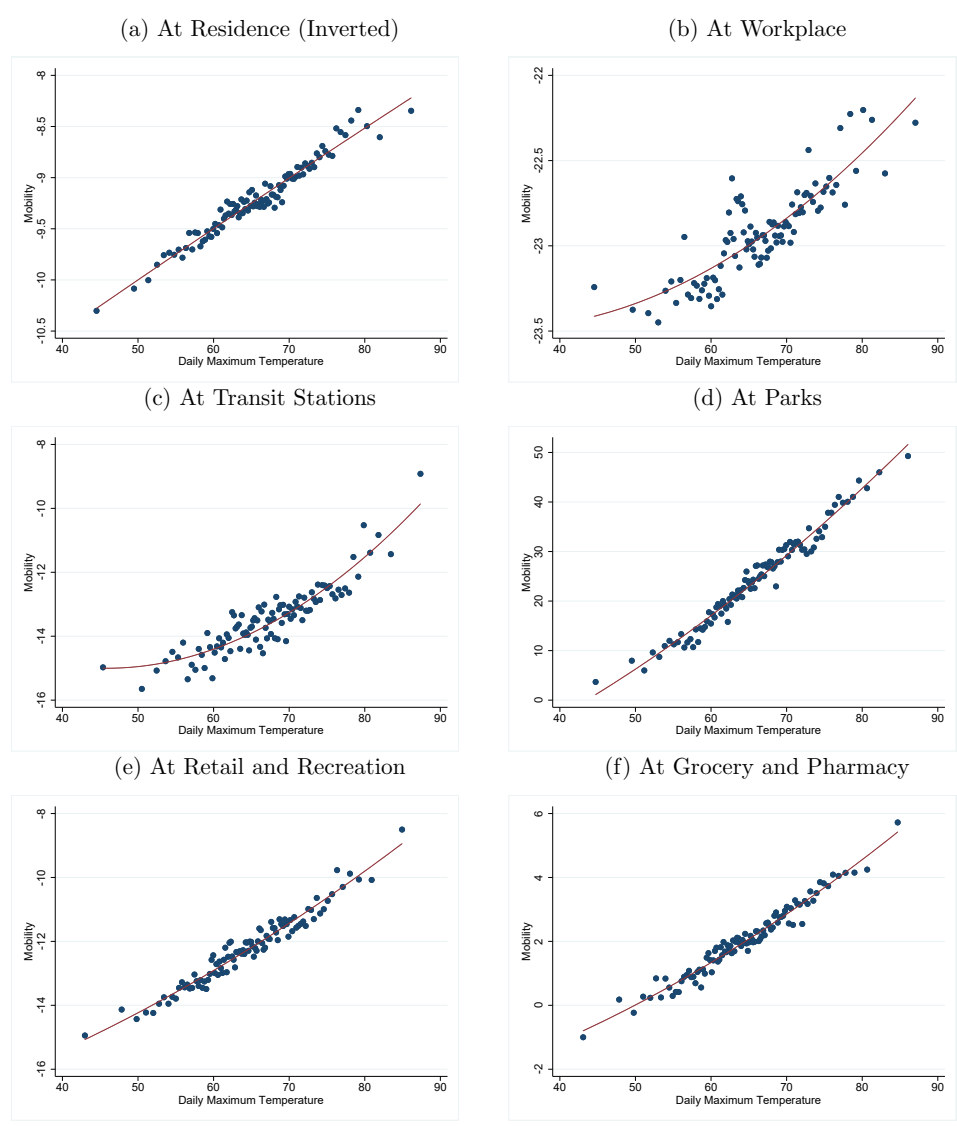 (a) At Residence (Inverted)
-8
-8.5
-9
-9.5
-10
-10.5
Mobility
40 50 60 70 80 90
Daily Maximum Temperature
(b) At Workplace
-22
-22.5
-23
-23.5
Mobility
40 50 60 70 80 90
Daily Maximum Temperature
(c) At Transit Stations
-8
-10
-12
-14
-16
Mobility
40 50 60 70 80 90
Daily Maximum Temperature
(d) At Parks
50
40
30
20
10
0
Mobility
40 50 60 70 80 90
Daily Maximum Temperature
(e) At Retail and Recreation
-8
-10
-12
-14
-16
Mobility
40 50 60 70 80 90
Daily Maximum Temperature
(f) At Grocery and Pharmacy
6
4
2
0
-2
Mobility
40 50 60 70 80 90
Daily Maximum Temperature